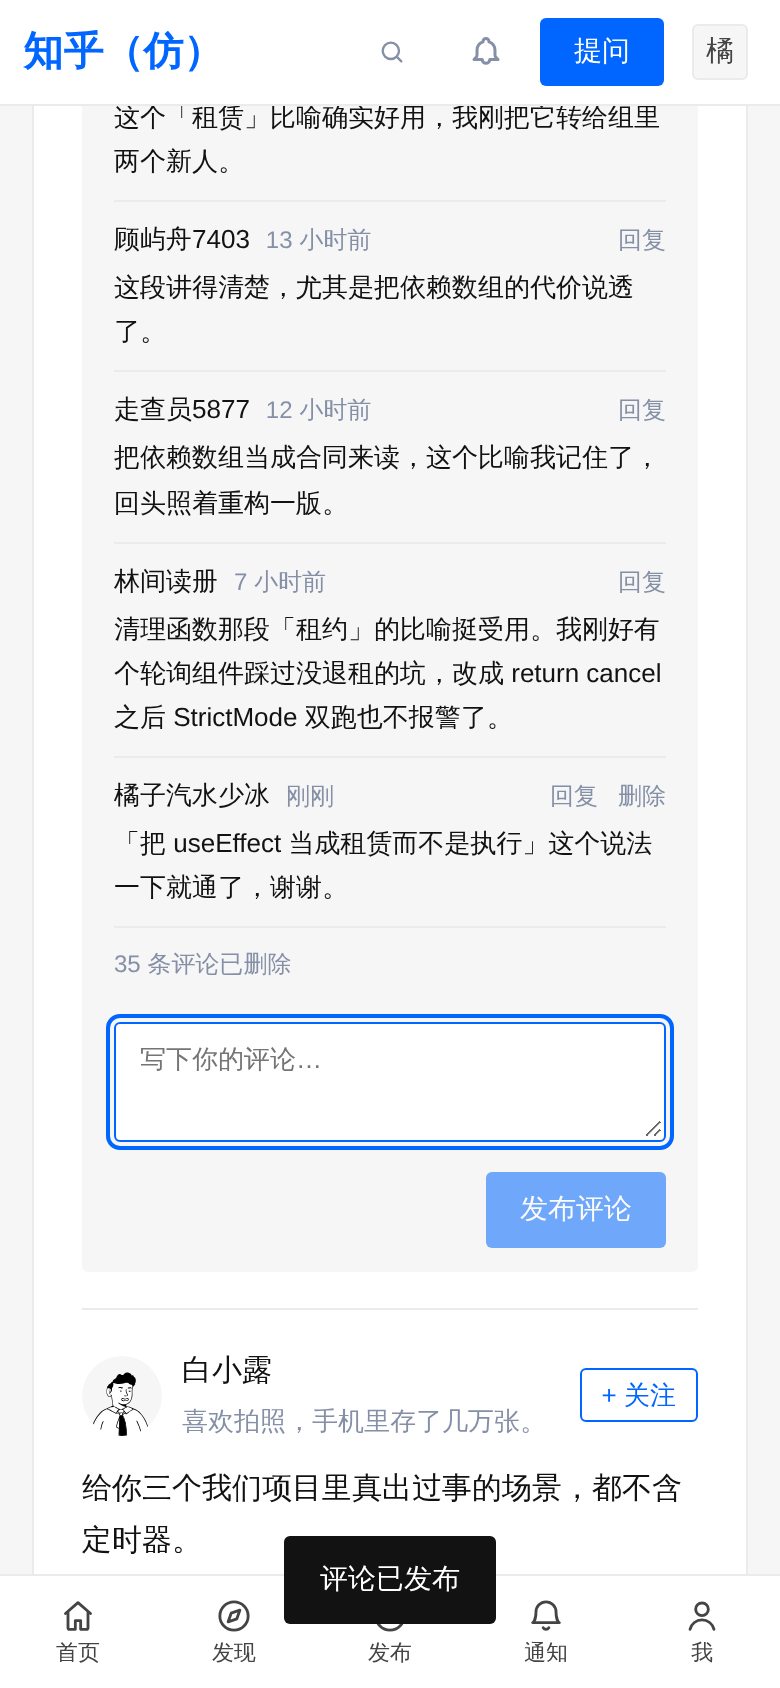 知乎（仿）
提问
橘
这个「租赁」比喻确实好用，我刚把它转给组里
两个新人。
顾屿舟7403 13 小时前 回复
这段讲得清楚，尤其是把依赖数组的代价说透
了。
走查员5877 12 小时前 回复
把依赖数组当成合同来读，这个比喻我记住了，
回头照着重构一版。
林间读册 7 小时前 回复
清理函数那段「租约」的比喻挺受用。我刚好有
个轮询组件踩过没退租的坑，改成 return cancel
之后 StrictMode 双跑也不报警了。
橘子汽水少冰 刚刚 回复 删除
「把 useEffect 当成租赁而不是执行」这个说法
一下就通了，谢谢。
35 条评论已删除
写下你的评论…
发布评论
白小露
喜欢拍照，手机里存了几万张。
+ 关注
给你三个我们项目里真出过事的场景，都不含
定时器。
评论已发布
首页
发现
发布
通知
我